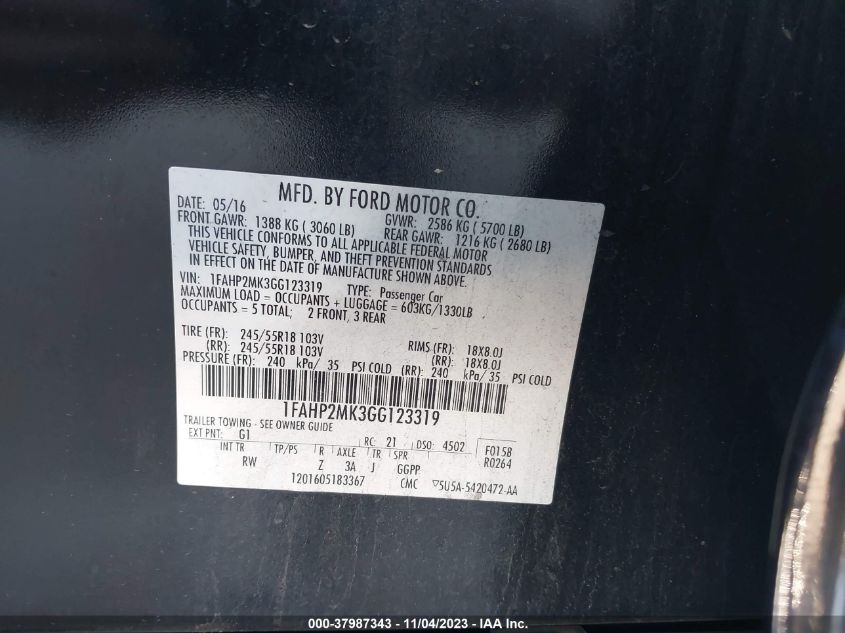 MFD. BY FORD MOTOR CO.
DATE: 05/16 GVWR: 2586 KG ( 5700 LB)
FRONT GAWR: 1388 KG ( 3060 LB) REAR GAWR: 1216 KG ( 2680 LB)
THIS VEHICLE CONFORMS TO ALL APPLICABLE FEDERAL MOTOR
VEHICLE SAFETY, BUMPER, AND THEFT PREVENTION STANDARDS
IN EFFECT ON THE DATE OF MANUFACTURE SHOWN ABOVE.
VIN: 1FAHP2MK3GG123319 TYPE: Passenger Car
MAXIMUM LOAD = OCCUPANTS + LUGGAGE = 603KG/1330LB
OCCUPANTS = 5 TOTAL; 2 FRONT, 3 REAR
TIRE (FR): 245/55R18 103V RIMS (FR): 18X8.0J
(RR): 245/55R18 103V (RR): 18X8.0J
PRESSURE (FR): 240 kPa/ 35 PSI COLD (RR): 240 kPa/ 35 PSI COLD
1FAHP2MK3GG123319
TRAILER TOWING - SEE OWNER GUIDE
EXT PNT: G1 RC: 21 DSO: 4502 F015B
INT TR TP/PS R AXLE TR SPR R0264
RW Z 3A J GGPP
1201605183367 CMC 5U5A-5420472-AA
000-37987343 - 11/04/2023 - IAA Inc.